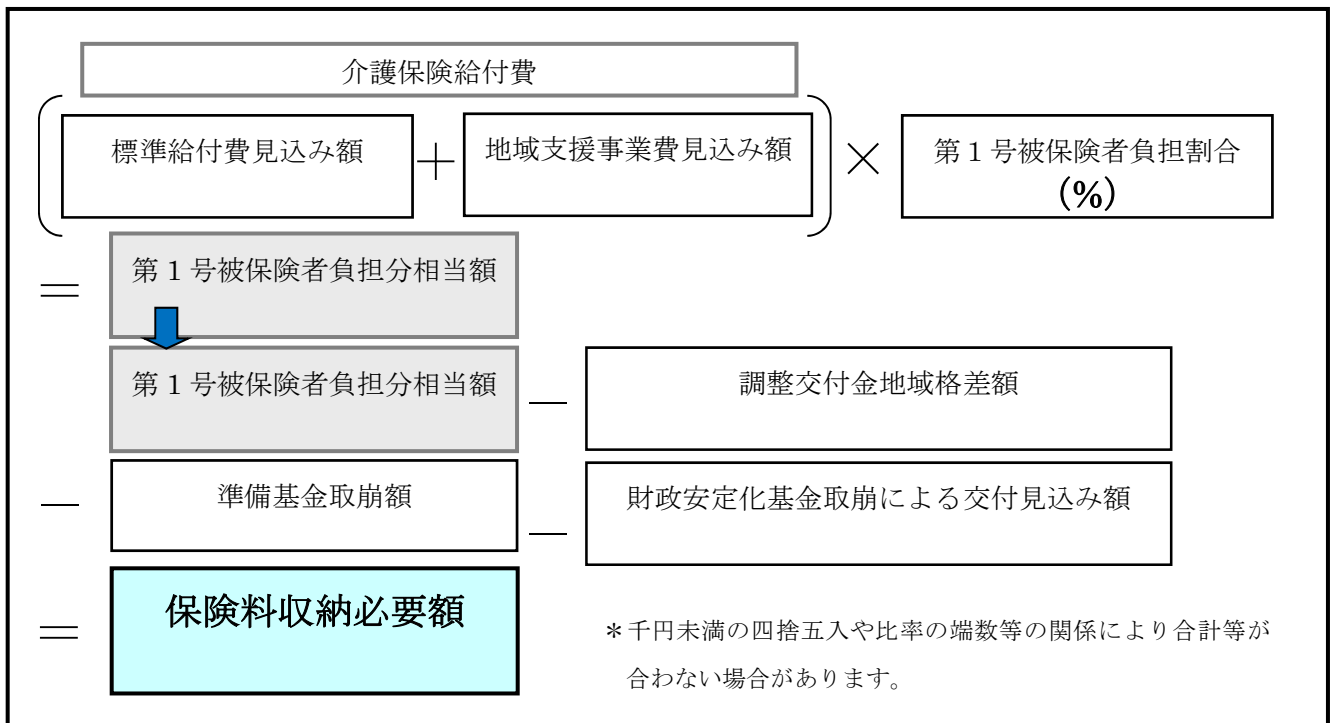 介護保険給付費
標準給付費見込み額 + 地域支援事業費見込み額 × 第1号被保険者負担割合
(%)
= 第1号被保険者負担分相当額
第1号被保険者負担分相当額 − 調整交付金地域格差額
− 準備基金取崩額 − 財政安定化基金取崩による交付見込み額
= 保険料収納必要額
＊千円未満の四捨五入や比率の端数等の関係により合計等が
合わない場合があります。